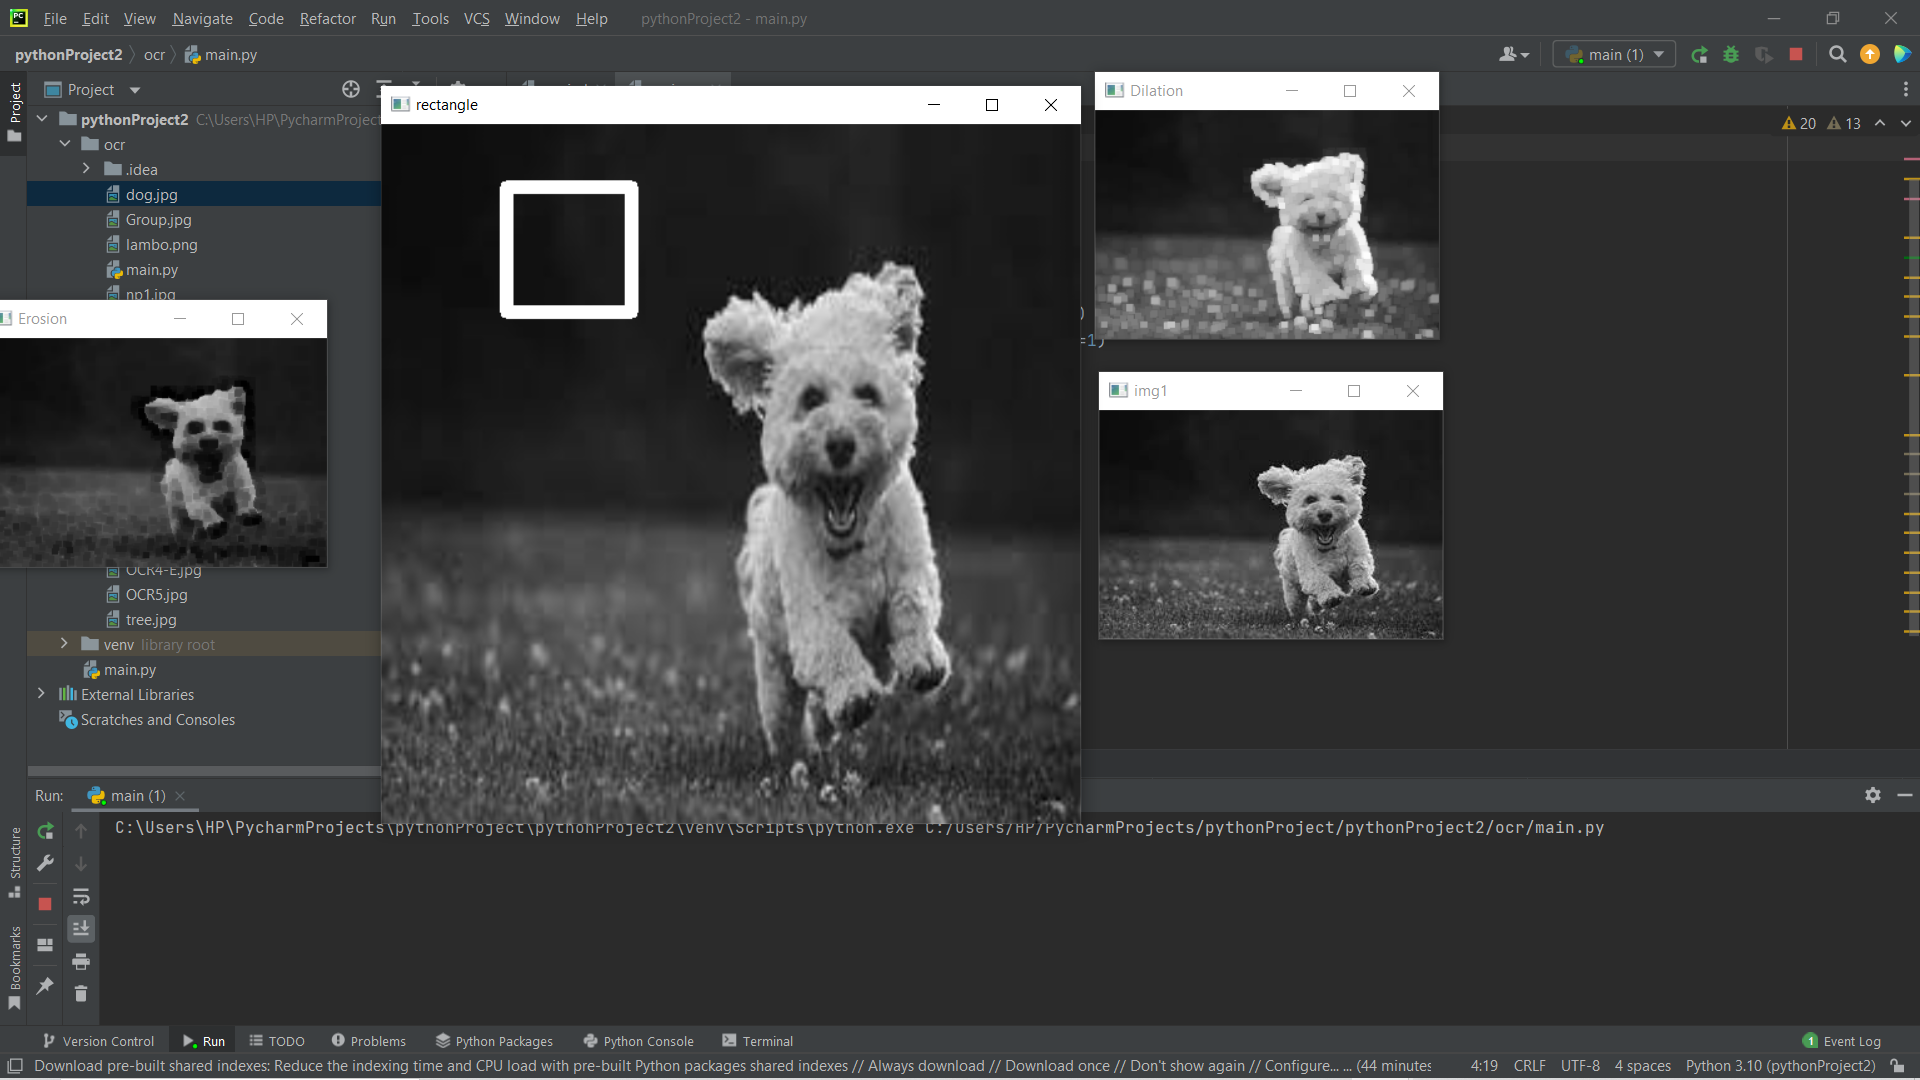 File Edit View Navigate Code Refactor Run Tools VCS Window Help pythonProject2 - main.py
pythonProject2 ocr main.py
main (1)
Project
Project
rectangle
Dilation
pythonProject2 C:\Users\HP\PycharmProject
20 13
ocr
.idea
dog.jpg
Group.jpg
lambo.png
main.py
np1.jpg
Erosion
=1)
img1
OCR4-E.jpg
OCR5.jpg
tree.jpg
venv library root
main.py
External Libraries
Scratches and Consoles
Run: main (1)
C:\Users\HP\PycharmProjects\pythonProject\pythonProject2\venv\Scripts\python.exe C:/Users/HP/PycharmProjects/pythonProject/pythonProject2/ocr/main.py
Structure
Bookmarks
Version Control Run TODO Problems Python Packages Python Console Terminal 1 Event Log
Download pre-built shared indexes: Reduce the indexing time and CPU load with pre-built Python packages shared indexes // Always download // Download once // Don't show again // Configure... ... (44 minutes 4:19 CRLF UTF-8 4 spaces Python 3.10 (pythonProject2)